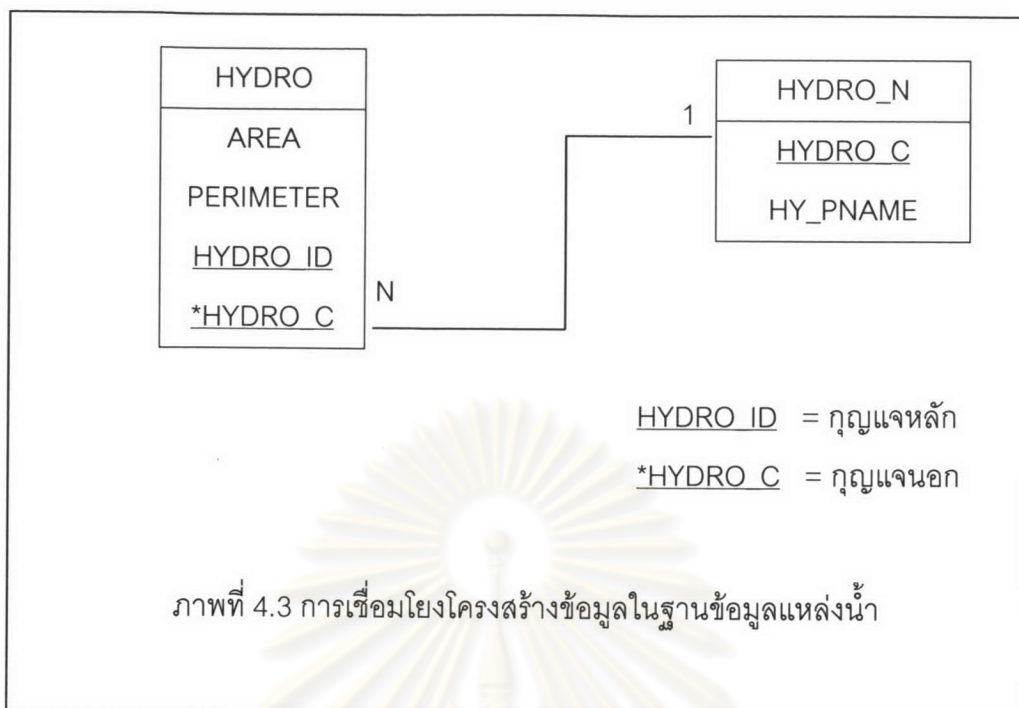 HYDRO
AREA
PERIMETER
HYDRO_ID
*HYDRO_C
N
1
HYDRO_N
HYDRO_C
HY_PNAME
HYDRO_ID = กุญแจหลัก
*HYDRO_C = กุญแจนอก
ภาพที่ 4.3 การเชื่อมโยงโครงสร้างข้อมูลในฐานข้อมูลแหล่งน้ำ